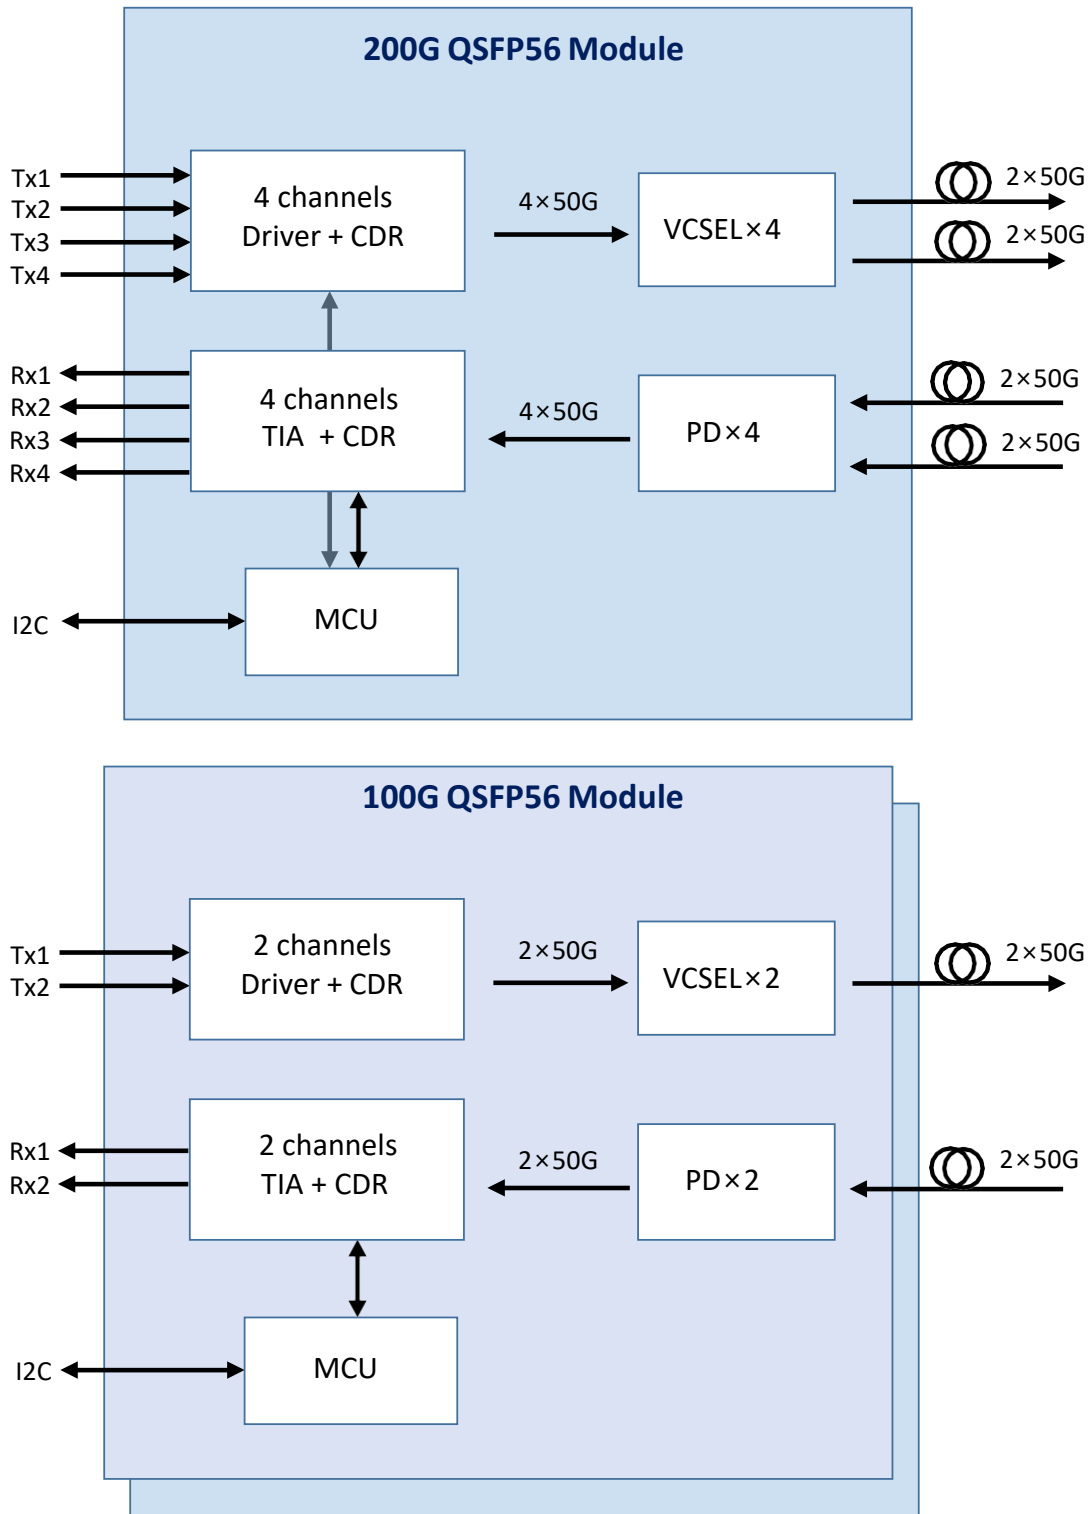 200G QSFP56 Module
Tx1
Tx2
Tx3
Tx4
4 channels
Driver + CDR
4×50G
VCSEL×4
2×50G
2×50G
Rx1
Rx2
Rx3
Rx4
4 channels
TIA + CDR
4×50G
PD×4
2×50G
2×50G
I2C
MCU
100G QSFP56 Module
Tx1
Tx2
2 channels
Driver + CDR
2×50G
VCSEL×2
2×50G
Rx1
Rx2
2 channels
TIA + CDR
2×50G
PD×2
2×50G
I2C
MCU